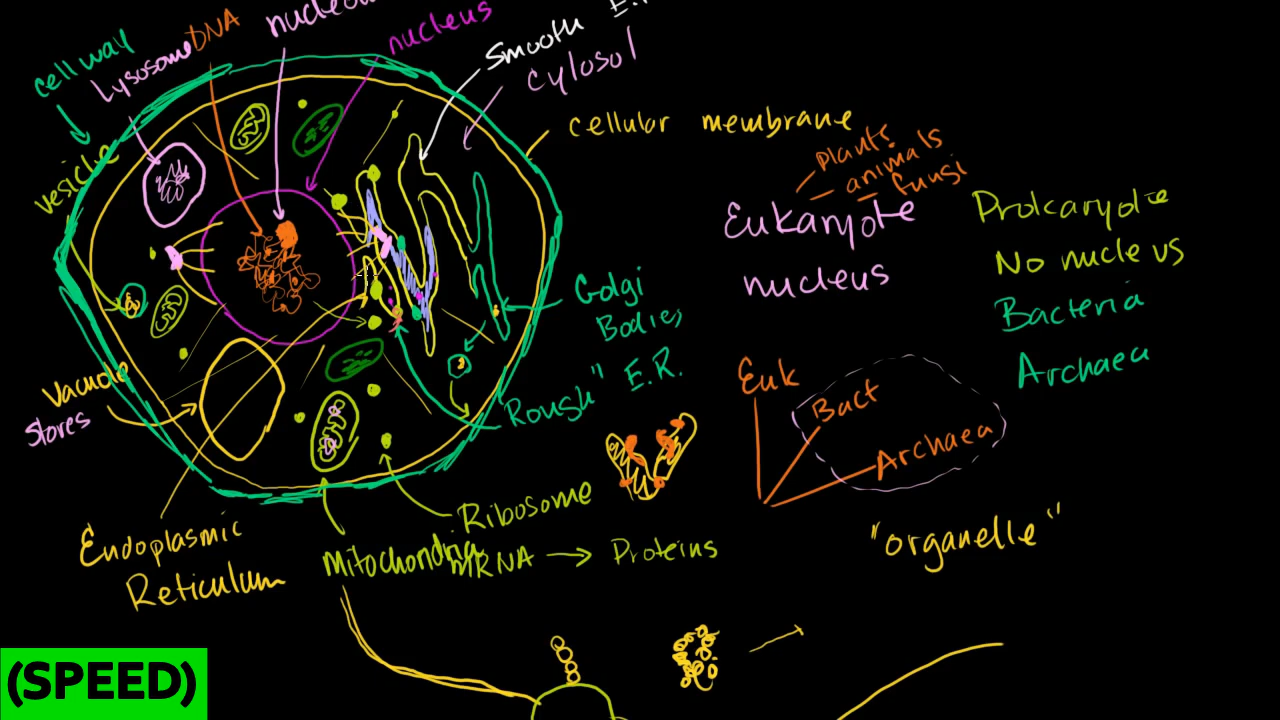 cell way
Lysosome
DNA
nucleus
Smooth E.R
cytosol
cellular membrane
plants
animals
fungi
vesicle
Eukaryote
nucleus
Prokaryote
No nucleus
Bacteria
Archaea
Golgi
Bodies
Rough" E.R.
Vacuole
stores
Euk
Bact
Archaea
Ribosome
"organelle"
Endoplasmic
Reticulum
Mitochondria
mRNA → Proteins
(SPEED)